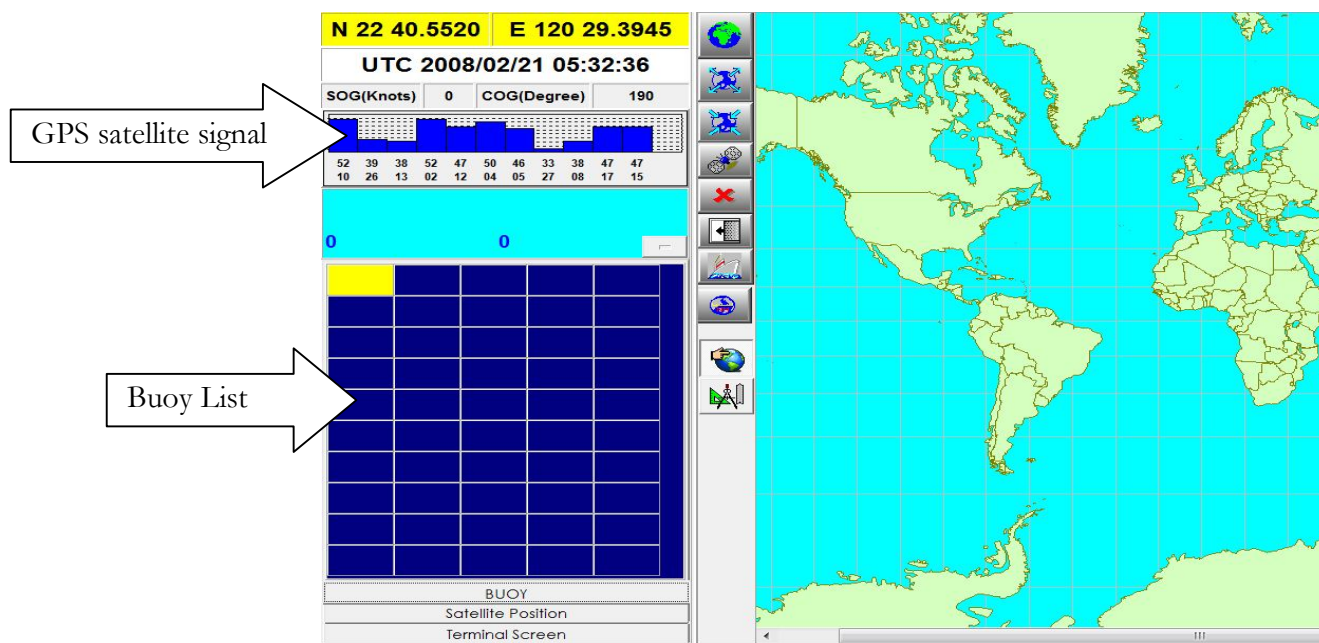 N 22 40.5520 E 120 29.3945
UTC 2008/02/21 05:32:36
SOG(Knots) 0 COG(Degree) 190
GPS satellite signal
52 39 38 52 47 50 46 33 38 47 47
10 26 13 02 12 04 05 27 08 17 15
0 0
Buoy List
BUOY
Satellite Position
Terminal Screen